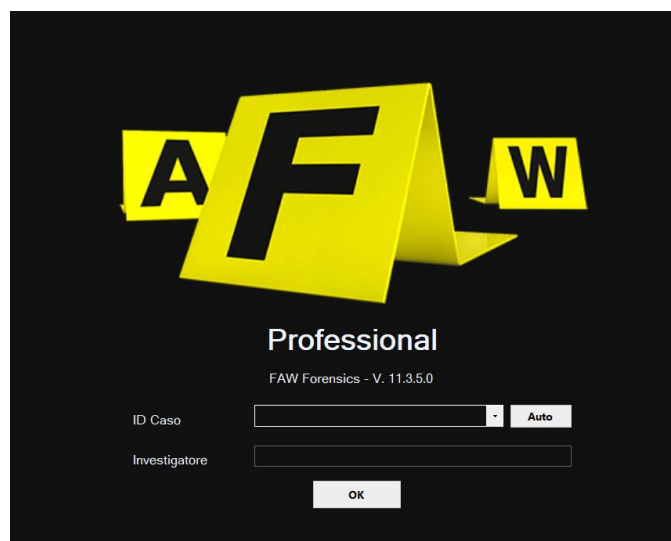 A F W
Professional
FAW Forensics - V. 11.3.5.0
ID Caso
Auto
Investigatore
OK